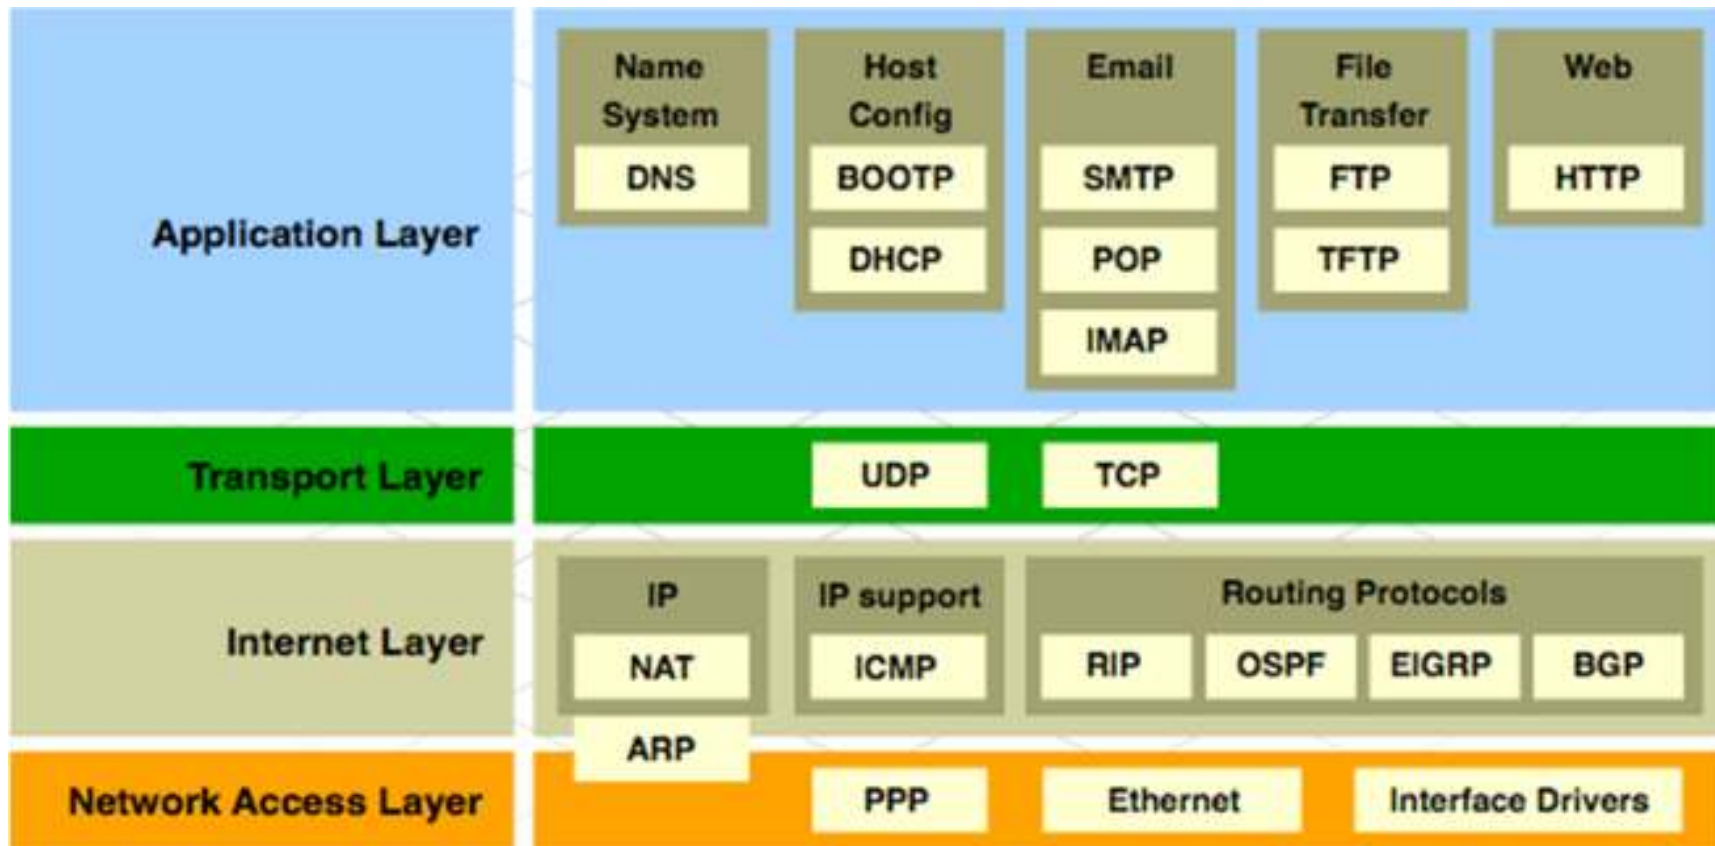 Application Layer
Name
System
DNS
Host
Config
BOOTP
DHCP
Email
SMTP
POP
IMAP
File
Transfer
FTP
TFTP
Web
HTTP
Transport Layer
UDP
TCP
Internet Layer
IP
NAT
ARP
IP support
ICMP
Routing Protocols
RIP
OSPF
EIGRP
BGP
Network Access Layer
PPP
Ethernet
Interface Drivers